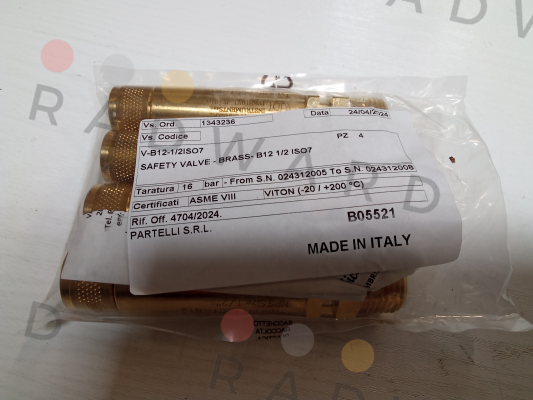 Vs. Ord 1343236 Data 24/04/2024
Vs. Codice
V-B12-1/2ISO7 PZ 4
SAFETY VALVE - BRASS- B12 1/2 ISO7
Taratura 16 bar - From S.N. 024312005 To S.N. 024312008
Certificati ASME VIII VITON (-20 / +200 °C)
Rif. Off. 4704/2024.
B05521
PARTELLI S.R.L.
MADE IN ITALY